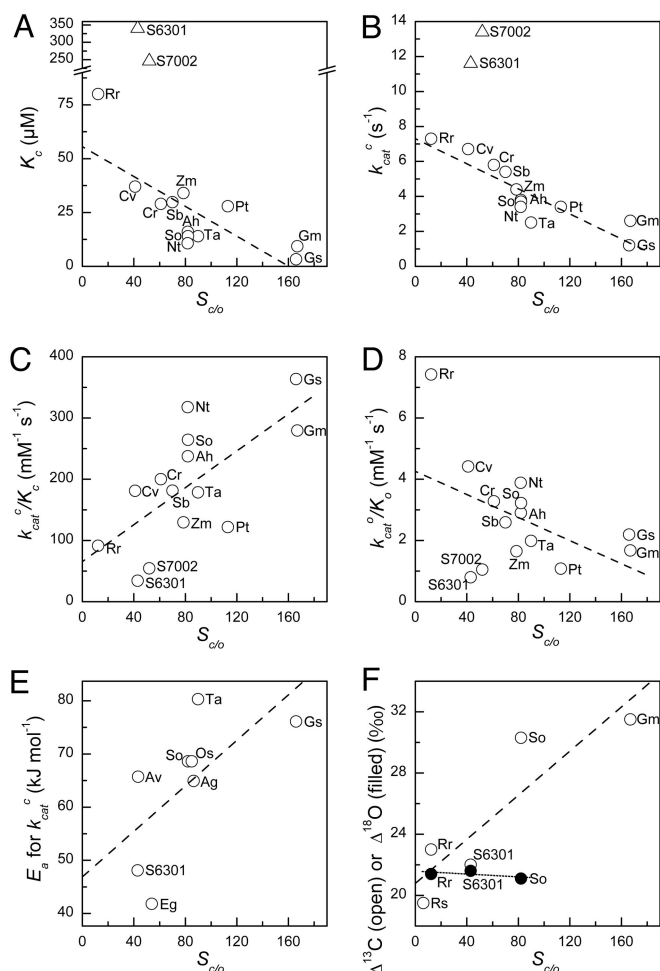 A
350
300
250
75
50
25
0
K_c (µM)
S6301
S7002
Rr
Cv
Cr
Sb
Zm
Ah
So
Nt
Ta
Pt
Gm
Gs
0 40 80 120 160
S_c/o
B
14
12
10
8
6
4
2
0
k_cat^c (s⁻¹)
S7002
S6301
Rr
Cv
Cr
Sb
Zm
So
Ah
Nt
Ta
Pt
Gm
Gs
0 40 80 120 160
S_c/o
C
400
300
200
100
0
k_cat^c/K_c (mM⁻¹ s⁻¹)
Gs
Nt
Gm
So
Ah
Cr
Cv
Sb
Ta
Zm
Pt
Rr
S7002
S6301
0 40 80 120 160
S_c/o
D
8
6
4
2
0
k_cat^o/K_o (mM⁻¹ s⁻¹)
Rr
Cv
Nt
Cr
So
Ah
Sb
Ta
Gs
Zm
Gm
S7002
Pt
S6301
0 40 80 120 160
S_c/o
E
80
70
60
50
40
E_a for k_cat^c (kJ mol⁻¹)
Ta
Gs
So
Os
Av
Ag
S6301
Eg
0 40 80 120 160
S_c/o
F
32
28
24
20
Δ¹³C (open) or Δ¹⁸O (filled) (‰)
Gm
So
Rr
S6301
Rr
S6301
So
Rs
0 40 80 120 160
S_c/o